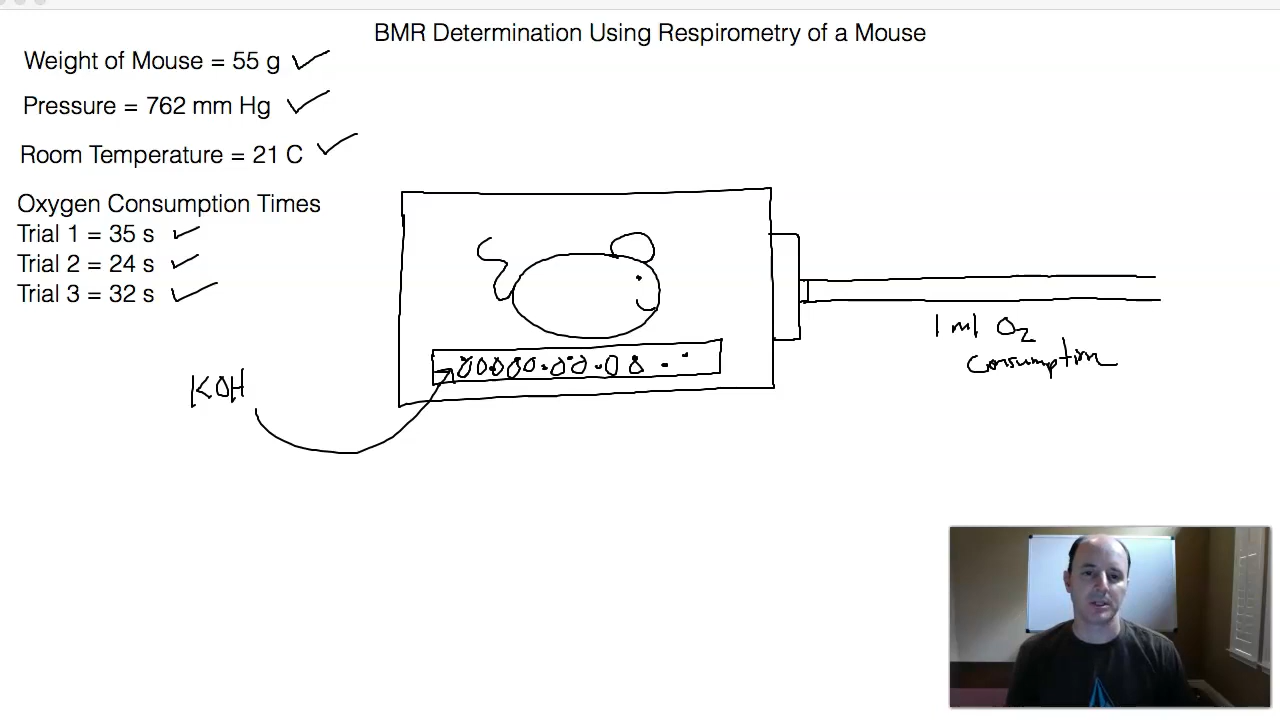 BMR Determination Using Respirometry of a Mouse
Weight of Mouse = 55 g
Pressure = 762 mm Hg
Room Temperature = 21 C
Oxygen Consumption Times
Trial 1 = 35 s
Trial 2 = 24 s
Trial 3 = 32 s
1 ml O₂
Consumption
KOH